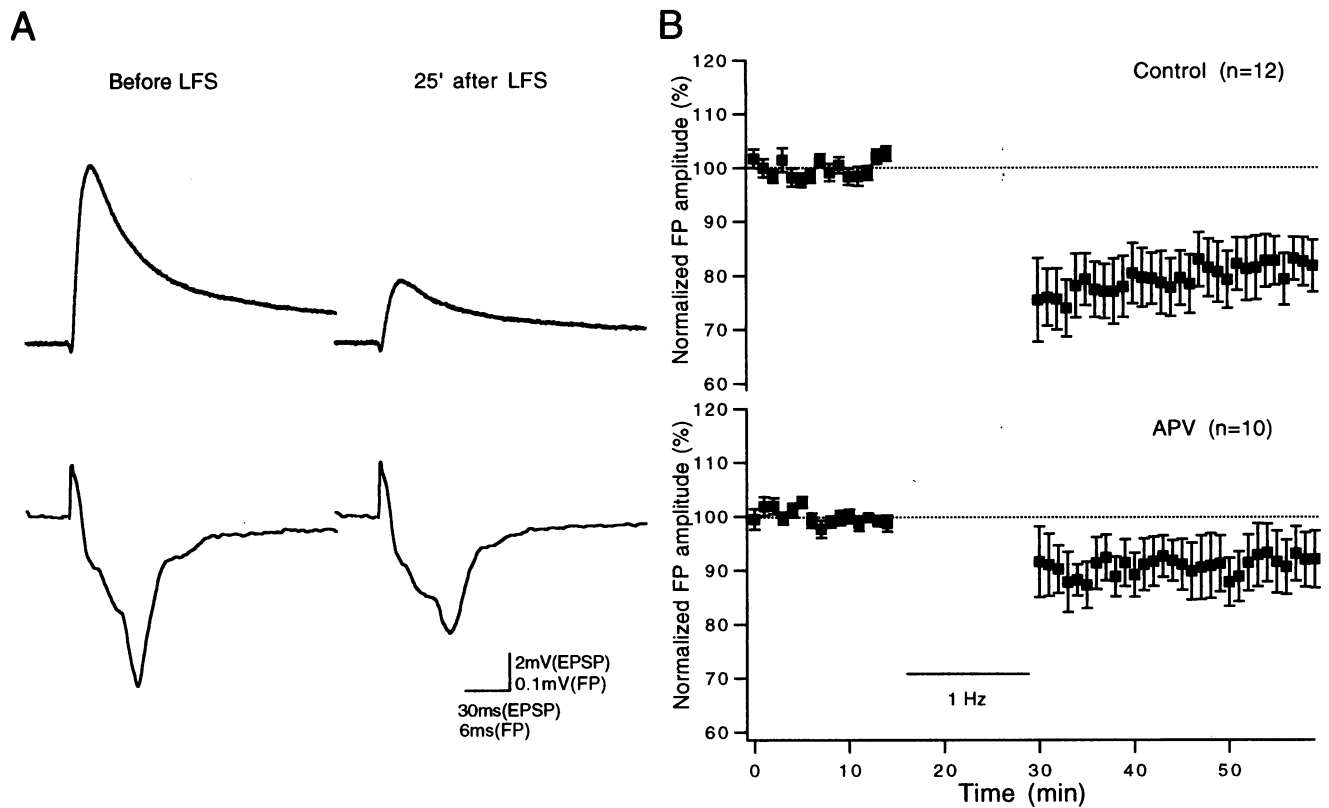 A
Before LFS
25' after LFS
2mV(EPSP)
0.1mV(FP)
30ms(EPSP)
6ms(FP)
B
Control (n=12)
Normalized FP amplitude (%)
120
110
100
90
80
70
60
APV (n=10)
Normalized FP amplitude (%)
120
110
100
90
80
70
60
1 Hz
0 10 20 30 40 50
Time (min)